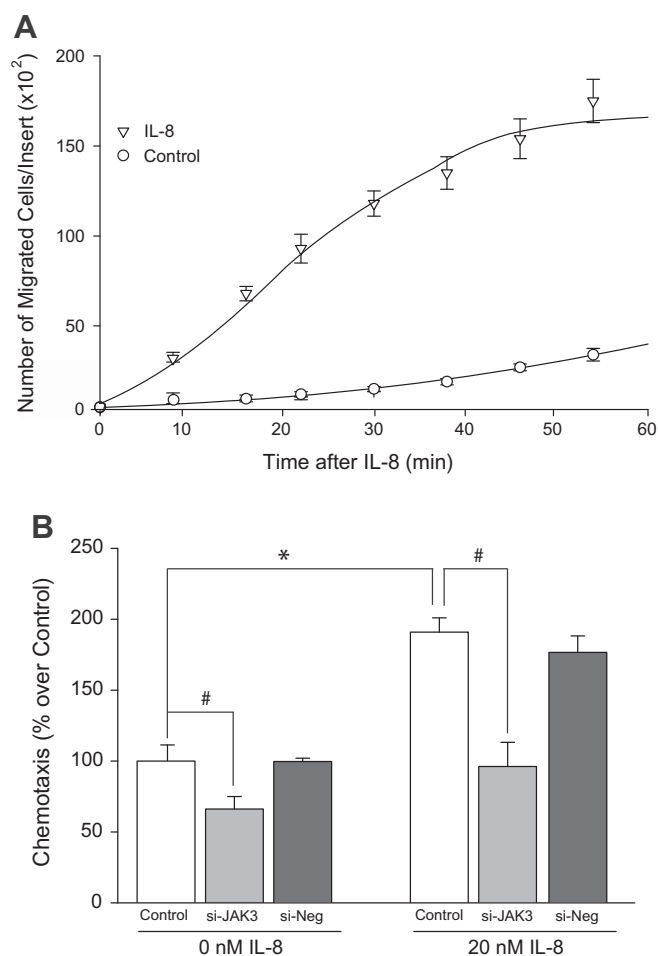 A
Number of Migrated Cells/Insert (x10²)
200
150
100
50
0
IL-8
Control
0 10 20 30 40 50 60
Time after IL-8 (min)
B
Chemotaxis (% over Control)
250
200
150
100
50
0
* #
#
Control si-JAK3 si-Neg Control si-JAK3 si-Neg
0 nM IL-8 20 nM IL-8